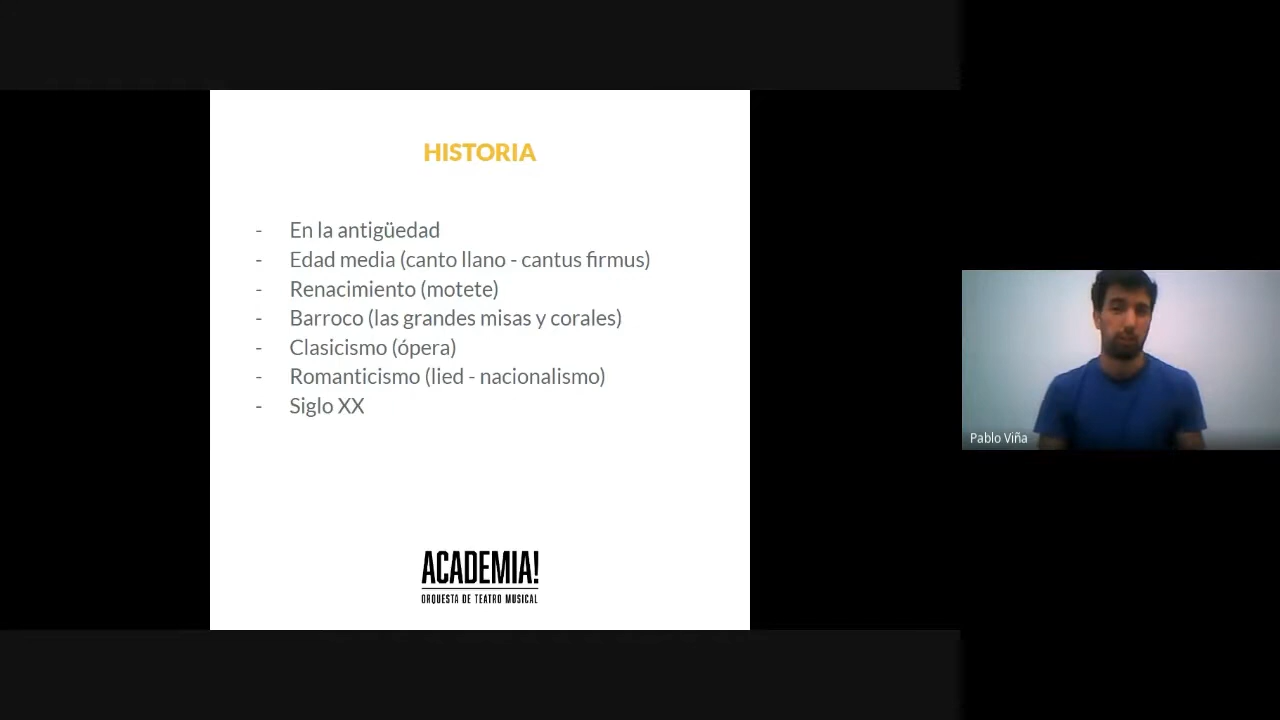 HISTORIA
- En la antigüedad
- Edad media (canto llano - cantus firmus)
- Renacimiento (motete)
- Barroco (las grandes misas y corales)
- Clasicismo (ópera)
- Romanticismo (lied - nacionalismo)
- Siglo XX
ACADEMIA!
ORQUESTA DE TEATRO MUSICAL
Pablo Viña